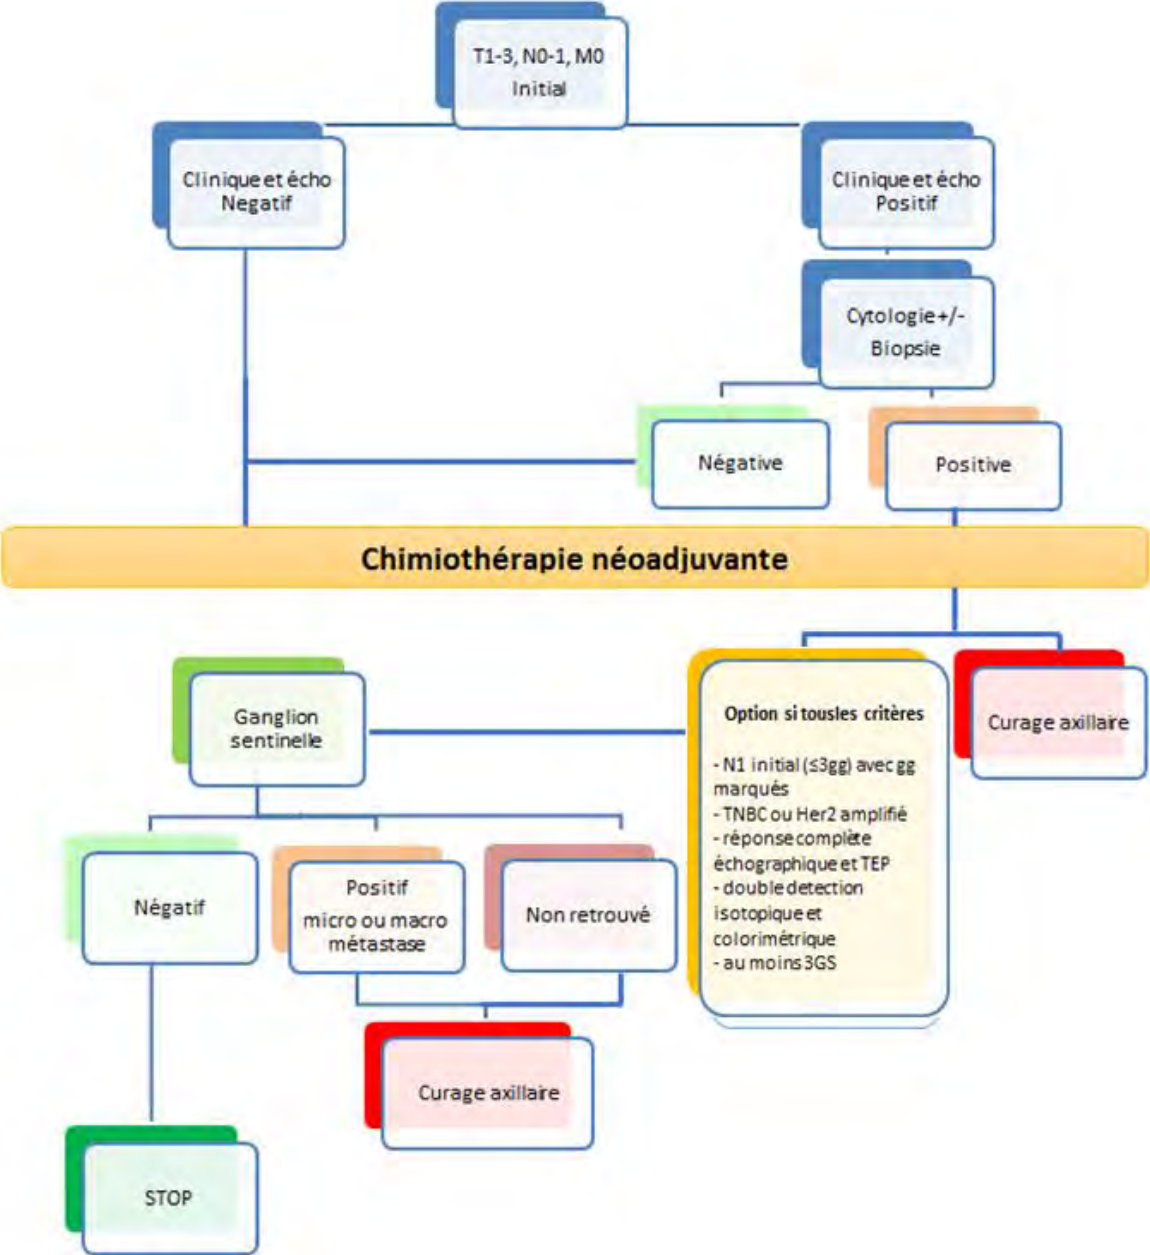 T1-3, N0-1, M0
Initial
Clinique et écho
Negatif
Clinique et écho
Positif
Cytologie +/-
Biopsie
Négative
Positive
Chimiothérapie néoadjuvante
Ganglion
sentinelle
Option si tousles critères
- N1 initial (≤3gg) avec gg
marqués
- TNBC ou Her2 amplifié
- réponse complète
échographique et TEP
- double detection
isotopique et
colorimétrique
- au moins 3GS
Curage axillaire
Négatif
Positif
micro ou macro
métastase
Non retrouvé
Curage axillaire
STOP